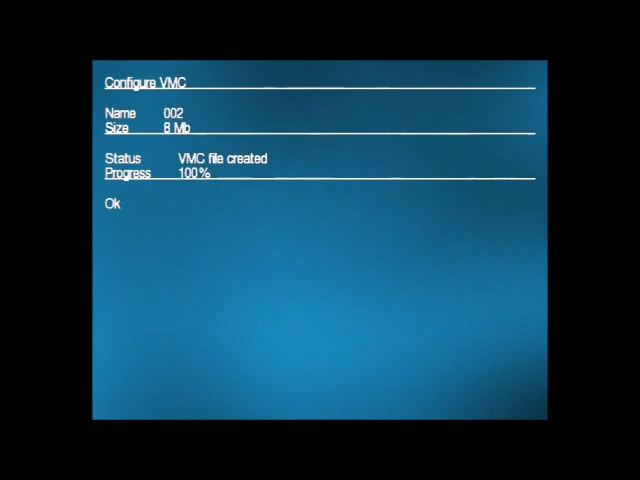 Configure VMC
Name 002
Size 8 Mb
Status VMC file created
Progress 100%
Ok